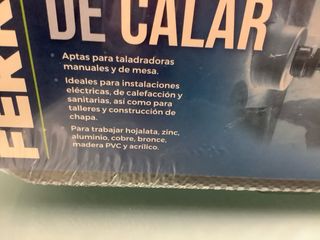 DE CALAR
• Aptas para taladradoras
manuales y de mesa.
• Ideales para instalaciones
eléctricas, de calefacción y
sanitarias, así como para
talleres y construcción de
chapa.
Para trabajar hojalata, zinc,
aluminio, cobre, bronce,
madera PVC y acrílico.